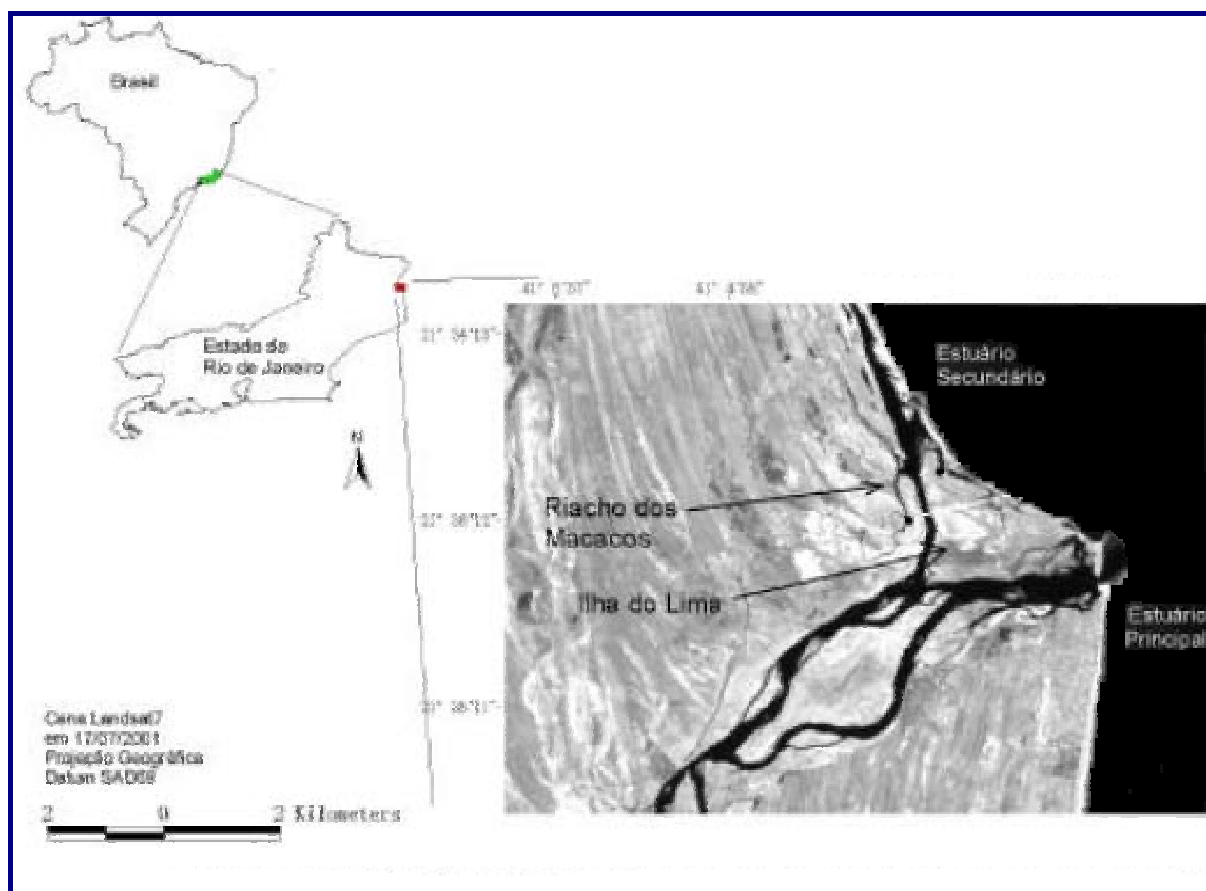 Brasil
Estado do
Rio de Janeiro
N
Estuário
Secundário
Riacho dos
Macacos
Ilha do Lima
Estuário
Principal
Cena Landsat7
em
Projeção Geográfica
Datum SAD69
2 0 2 Kilometers